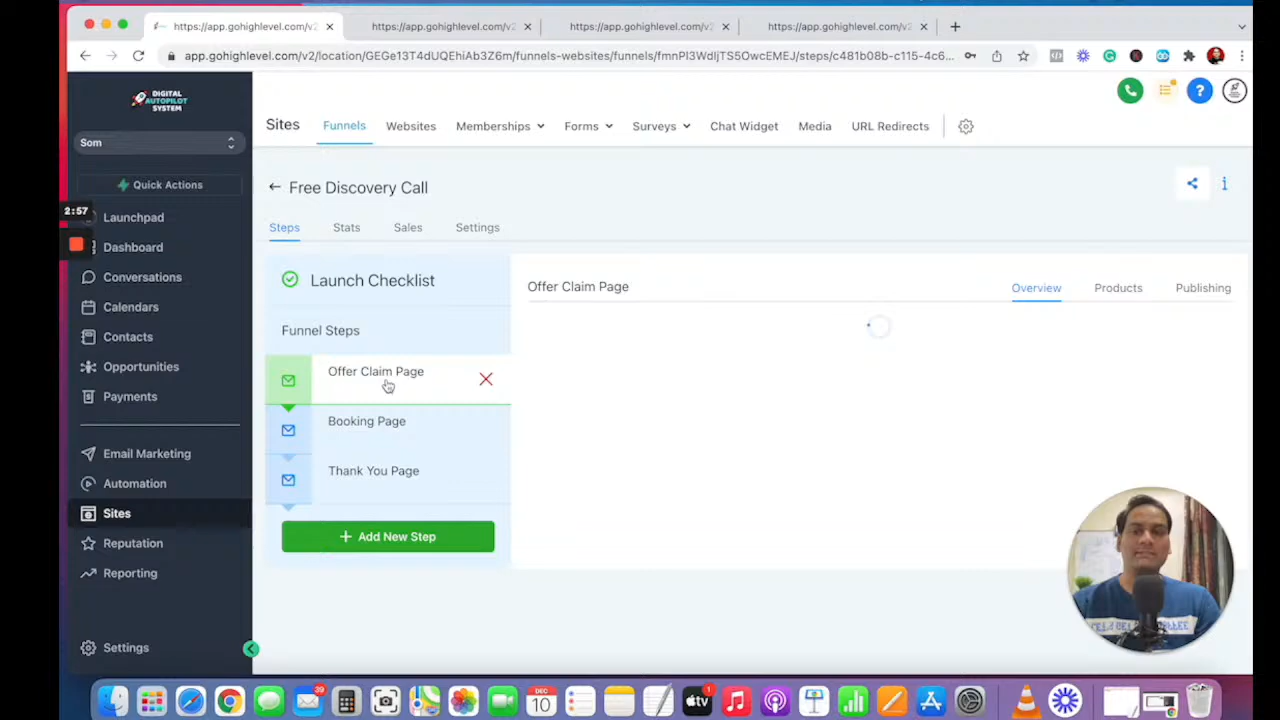 https://app.gohighlevel.com/v2
https://app.gohighlevel.com/v2
https://app.gohighlevel.com/v2
https://app.gohighlevel.com/v2
app.gohighlevel.com/v2/location/GEGe13T4dUQEhiAb3Z6m/funnels-websites/funnels/fmnPl3WdljTS5OwcEMEJ/steps/c481b08b-c115-4c6...
DIGITAL
AUTOPILOT
SYSTEM
Sites
Funnels
Websites
Memberships
Forms
Surveys
Chat Widget
Media
URL Redirects
Som
Quick Actions
Free Discovery Call
2:57
Launchpad
Steps
Stats
Sales
Settings
Dashboard
Conversations
Launch Checklist
Offer Claim Page
Overview
Products
Publishing
Calendars
Contacts
Funnel Steps
Opportunities
Offer Claim Page
Payments
Booking Page
Email Marketing
Thank You Page
Automation
Sites
Add New Step
Reputation
Reporting
Settings
39
DEC
10
tv
1